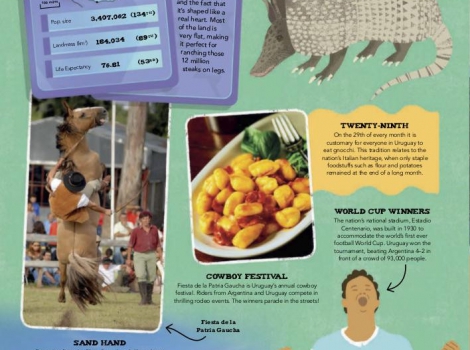 and the fact that
it's shaped like a
real heart. Most
of the land is
very flat, making
it perfect for
ranching those
12 million
steaks on legs.
Pop. size 3,407,062 (134TH)
Landmass (km²) 184,034 (89TH)
Life Expectancy 76.81 (53RD)
TWENTY-NINTH
On the 29th of every month it is
customary for everyone in Uruguay to
eat gnocchi. This tradition relates to the
nation's Italian heritage, when only staple
foodstuffs such as flour and potatoes
remained at the end of a long month.
WORLD CUP WINNERS
The nation's national stadium, Estadio
Centenario, was built in 1930 to
accommodate the world's first ever
football World Cup. Uruguay won the
tournament, beating Argentina 4–2 in
front of a crowd of 93,000 people.
COWBOY FESTIVAL
Fiesta de la Patria Gaucha is Uruguay's annual cowboy
festival. Riders from Argentina and Uruguay compete in
thrilling rodeo events. The winners parade in the streets!
Fiesta de la
Patria Gaucha
SAND HAND